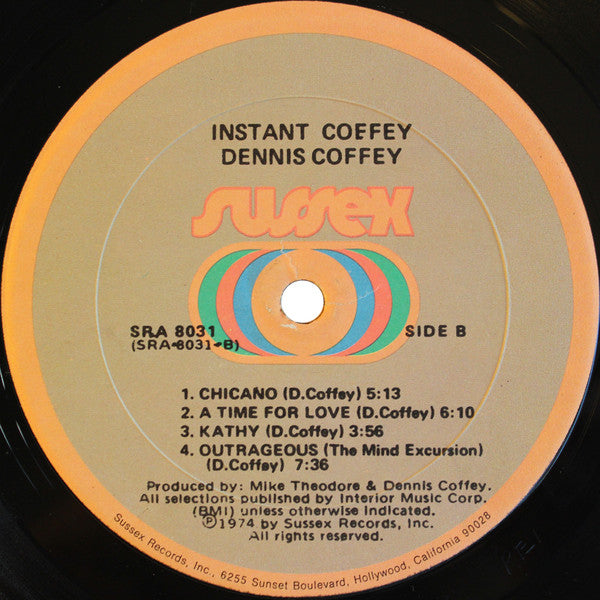 INSTANT COFFEY
DENNIS COFFEY
sussex
SRA 8031
(SRA-8031-B)
SIDE B
1. CHICANO (D.Coffey) 5:13
2. A TIME FOR LOVE (D.Coffey) 6:10
3. KATHY (D.Coffey) 3:56
4. OUTRAGEOUS (The Mind Excursion)
(D.Coffey) 7:36
Produced by: Mike Theodore & Dennis Coffey.
All selections published by Interior Music Corp.
(BMI) unless otherwise indicated.
Ⓟ1974 by Sussex Records, Inc.
All rights reserved.
Sussex Records, Inc., 6255 Sunset Boulevard, Hollywood, California 90028